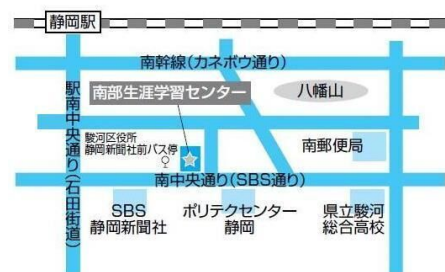 静岡駅
南幹線(カネボウ通り)
南部生涯学習センター
八幡山
駅南中央通り(石田街道)
駿河区役所
静岡新聞社前バス停
南郵便局
南中央通り(SBS通り)
SBS
静岡新聞社
ポリテクセンター
静岡
県立駿河
総合高校